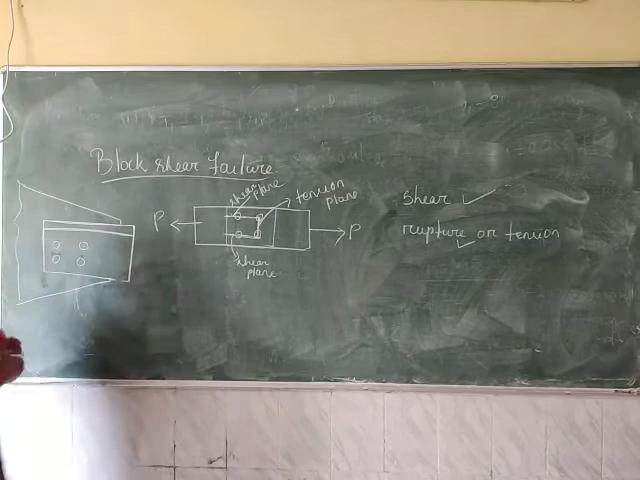 Block shear failure
shear
plane
tension
plane
P
P
shear
plane
Shear ✓
rupture or tension
✓